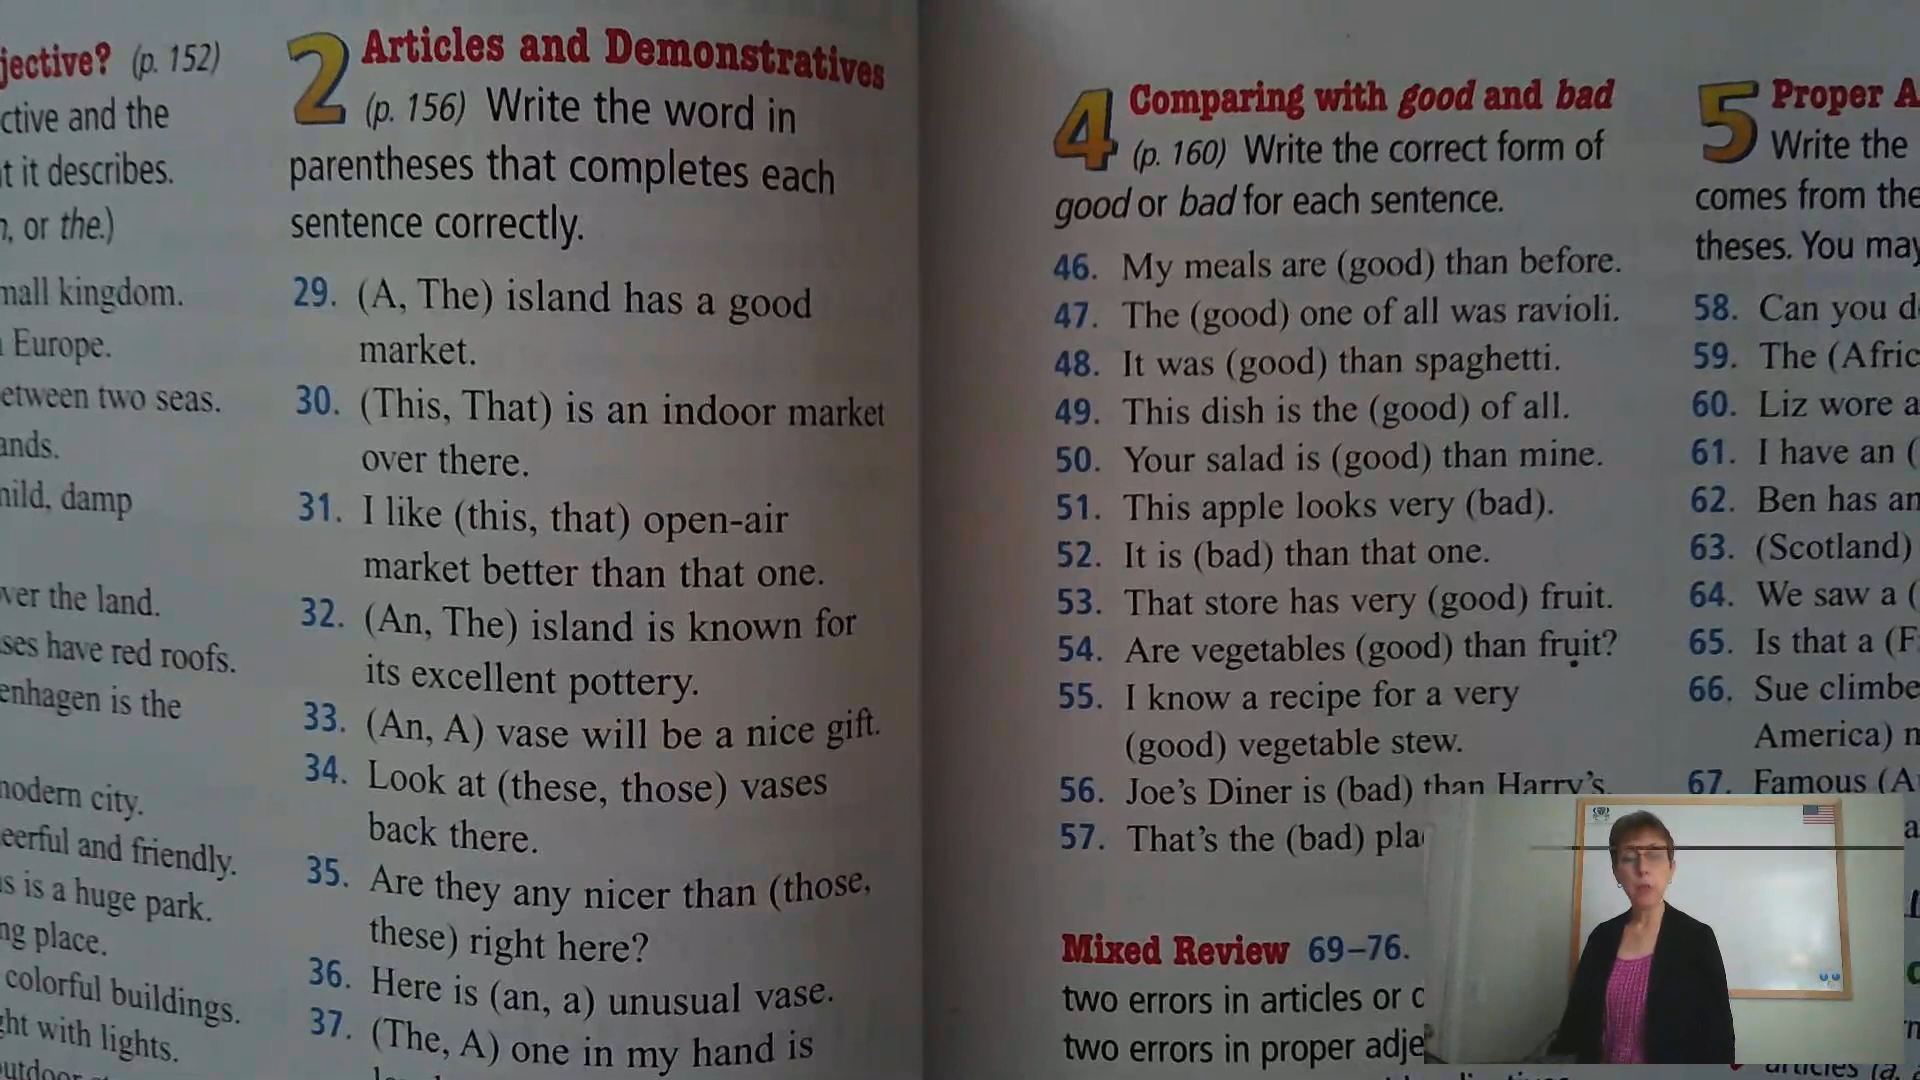 jective? (p. 152)
ctive and the
it describes.
or the.)
kingdom.
Europe.
etween two seas.
ands.
damp
ver the land.
ses have red roofs.
enhagen is the
modern city.
eerful and friendly.
is a huge park.
ng place.
colorful buildings.
ght with lights.
2 Articles and Demonstratives
(p. 156) Write the word in
parentheses that completes each
sentence correctly.
29. (A, The) island has a good
market.
30. (This, That) is an indoor market
over there.
31. I like (this, that) open-air
market better than that one.
32. (An, The) island is known for
its excellent pottery.
33. (An, A) vase will be a nice gift.
34. Look at (these, those) vases
back there.
35. Are they any nicer than (those,
these) right here?
36. Here is (an, a) unusual vase.
37. (The, A) one in my hand is
4 Comparing with good and bad
(p. 160) Write the correct form of
good or bad for each sentence.
46. My meals are (good) than before.
47. The (good) one of all was ravioli.
48. It was (good) than spaghetti.
49. This dish is the (good) of all.
50. Your salad is (good) than mine.
51. This apple looks very (bad).
52. It is (bad) than that one.
53. That store has very (good) fruit.
54. Are vegetables (good) than fruit?
55. I know a recipe for a very
(good) vegetable stew.
56. Joe's Diner is (bad) than Harry's.
57. That's the (bad) pla
Mixed Review 69–76.
two errors in articles or
two errors in proper adje
5 Proper A
Write the
comes from the
theses. You may
58. Can you d
59. The (Afric
60. Liz wore a
61. I have an (
62. Ben has an
63. (Scotland)
64. We saw a (
65. Is that a (F
66. Sue climbe
America) n
67. Famous (A
articles (a,